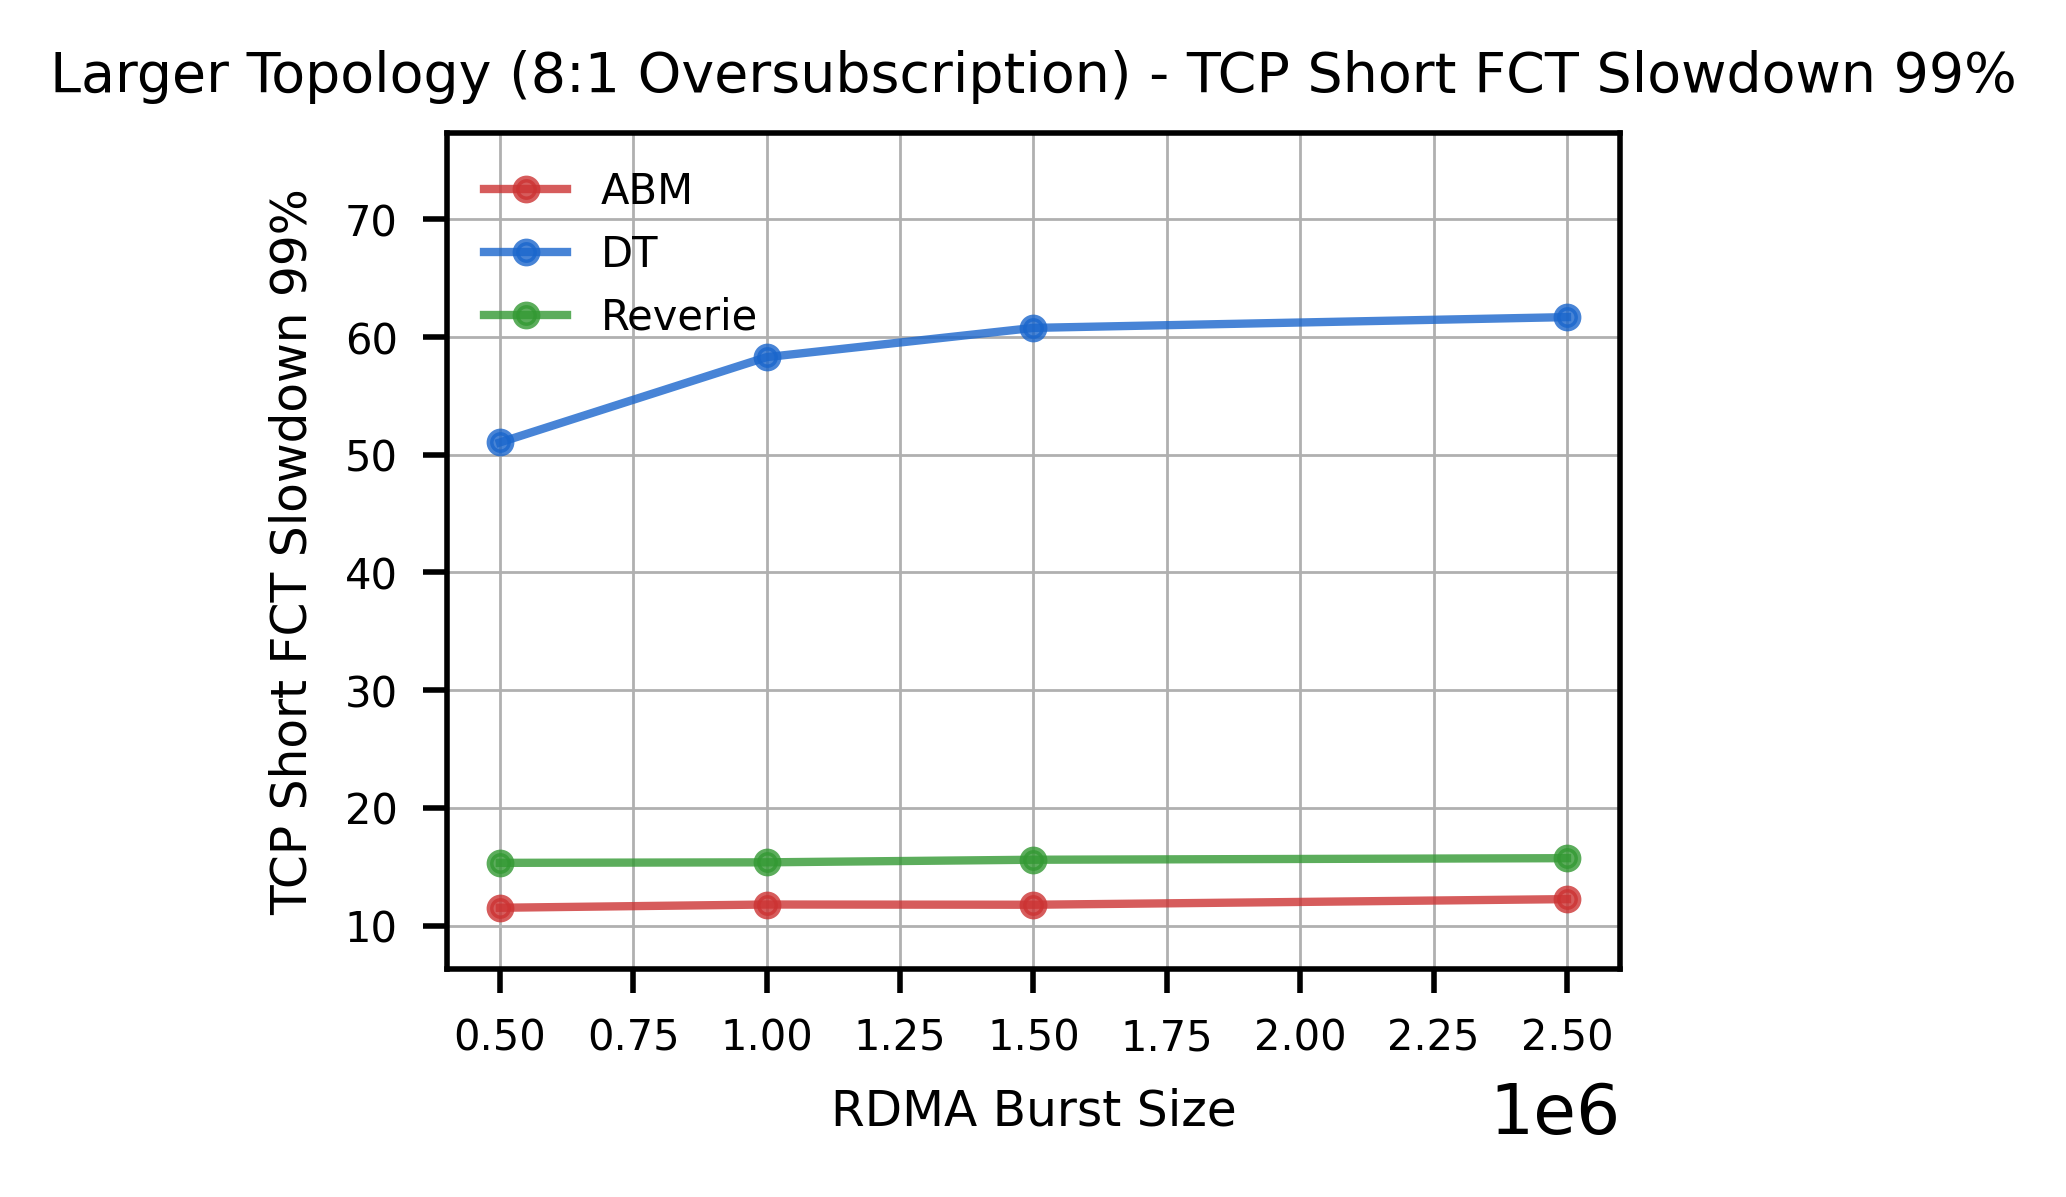 Larger Topology (8:1 Oversubscription) - TCP Short FCT Slowdown 99%
ABM
DT
Reverie
TCP Short FCT Slowdown 99%
70
60
50
40
30
20
10
0.50 0.75 1.00 1.25 1.50 1.75 2.00 2.25 2.50
RDMA Burst Size
1e6